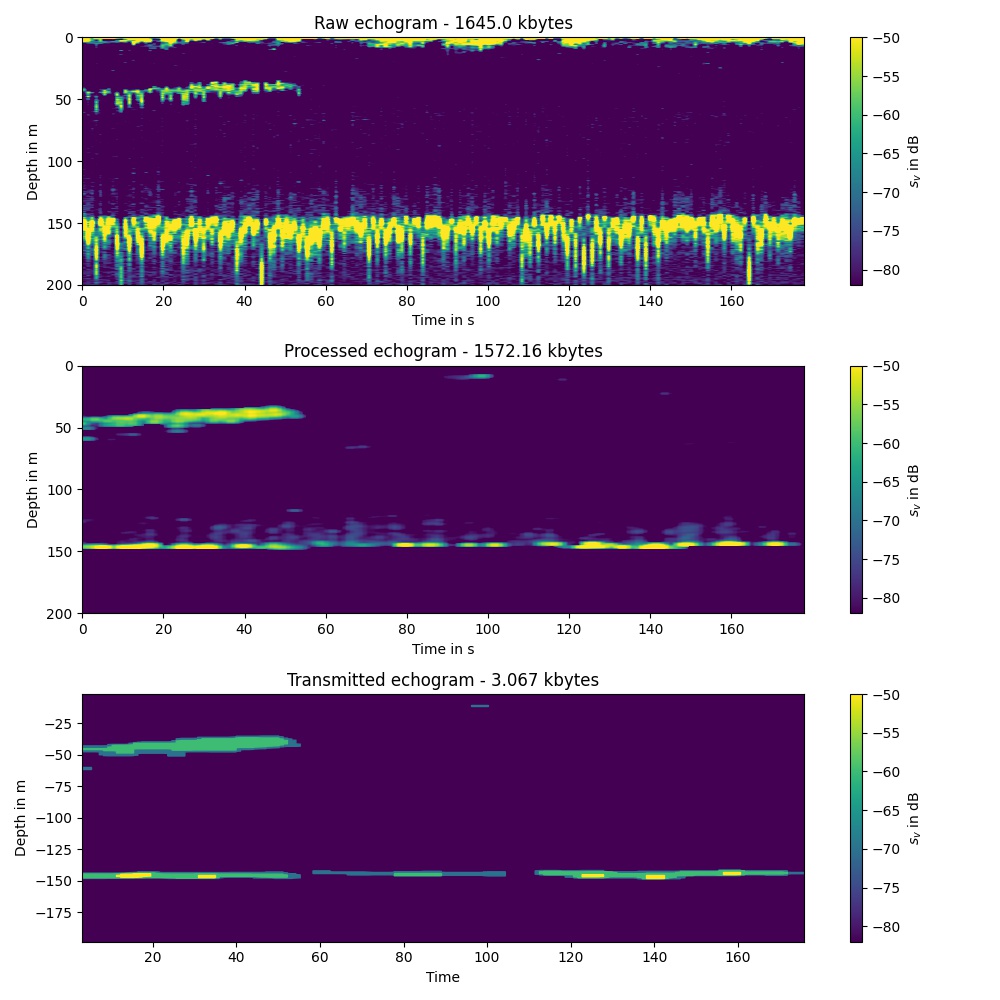 Raw echogram - 1645.0 kbytes
0
50
100
150
200
Depth in m
0 20 40 60 80 100 120 140 160
Time in s
−50
−55
−60
−65
−70
−75
−80
sv in dB
Processed echogram - 1572.16 kbytes
0
50
100
150
200
Depth in m
0 20 40 60 80 100 120 140 160
Time in s
−50
−55
−60
−65
−70
−75
−80
sv in dB
Transmitted echogram - 3.067 kbytes
−25
−50
−75
−100
−125
−150
−175
Depth in m
20 40 60 80 100 120 140 160
Time
−50
−55
−60
−65
−70
−75
−80
sv in dB